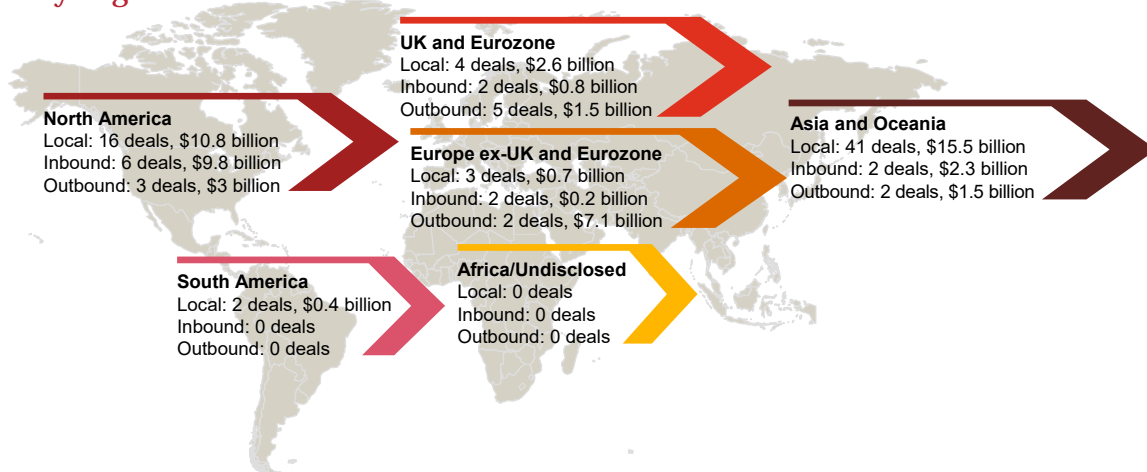 North America
Local: 16 deals, $10.8 billion
Inbound: 6 deals, $9.8 billion
Outbound: 3 deals, $3 billion
UK and Eurozone
Local: 4 deals, $2.6 billion
Inbound: 2 deals, $0.8 billion
Outbound: 5 deals, $1.5 billion
Europe ex-UK and Eurozone
Local: 3 deals, $0.7 billion
Inbound: 2 deals, $0.2 billion
Outbound: 2 deals, $7.1 billion
Asia and Oceania
Local: 41 deals, $15.5 billion
Inbound: 2 deals, $2.3 billion
Outbound: 2 deals, $1.5 billion
South America
Local: 2 deals, $0.4 billion
Inbound: 0 deals
Outbound: 0 deals
Africa/Undisclosed
Local: 0 deals
Inbound: 0 deals
Outbound: 0 deals